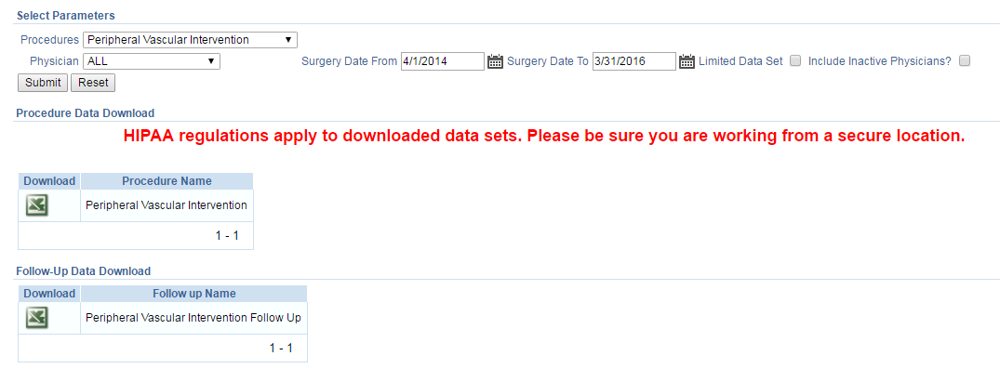 Select Parameters
Procedures Peripheral Vascular Intervention
Physician ALL Surgery Date From 4/1/2014 Surgery Date To 3/31/2016 Limited Data Set Include Inactive Physicians?
Submit Reset
Procedure Data Download
HIPAA regulations apply to downloaded data sets. Please be sure you are working from a secure location.
Download Procedure Name
Peripheral Vascular Intervention
1 - 1
Follow-Up Data Download
Download Follow up Name
Peripheral Vascular Intervention Follow Up
1 - 1